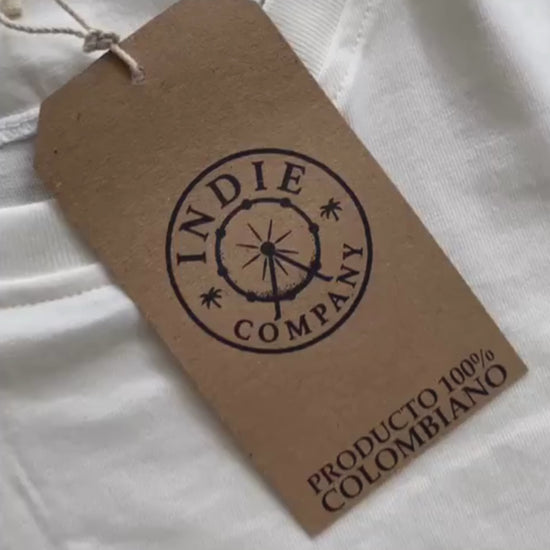 INDIE
COMPANY
PRODUCTO 100%
COLOMBIANO